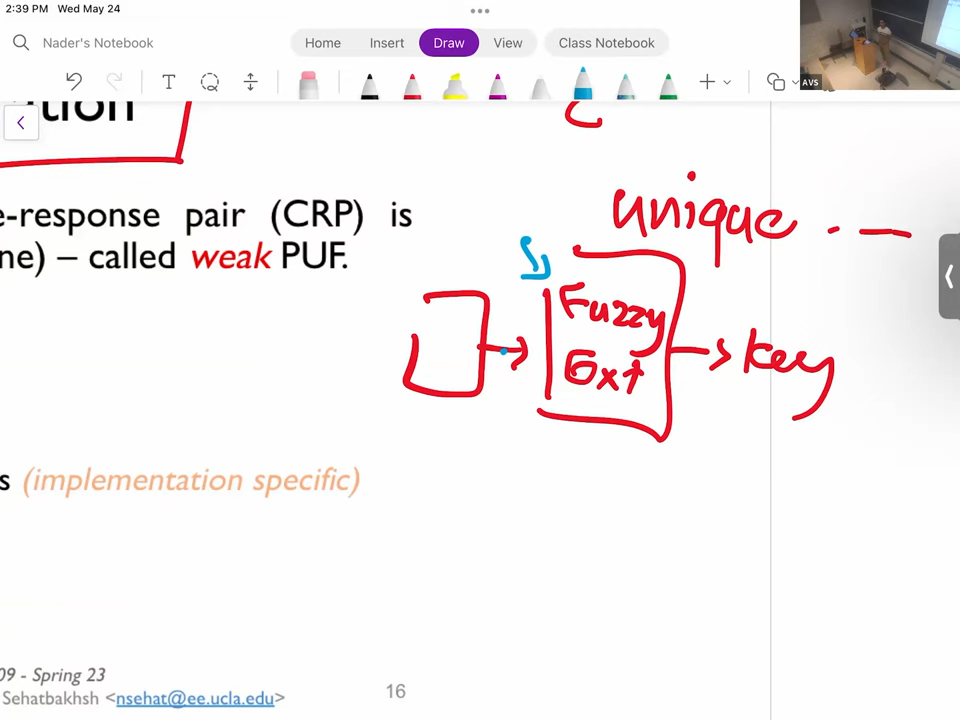 2:39 PM Wed May 24
Nader's Notebook
Home Insert Draw View Class Notebook
T
AVS
tion
unique
e-response pair (CRP) is
ne) – called weak PUF.
Fuzzy
Ext
key
s (implementation specific)
09 - Spring 23
Sehatbakhsh <nsehat@ee.ucla.edu>
16